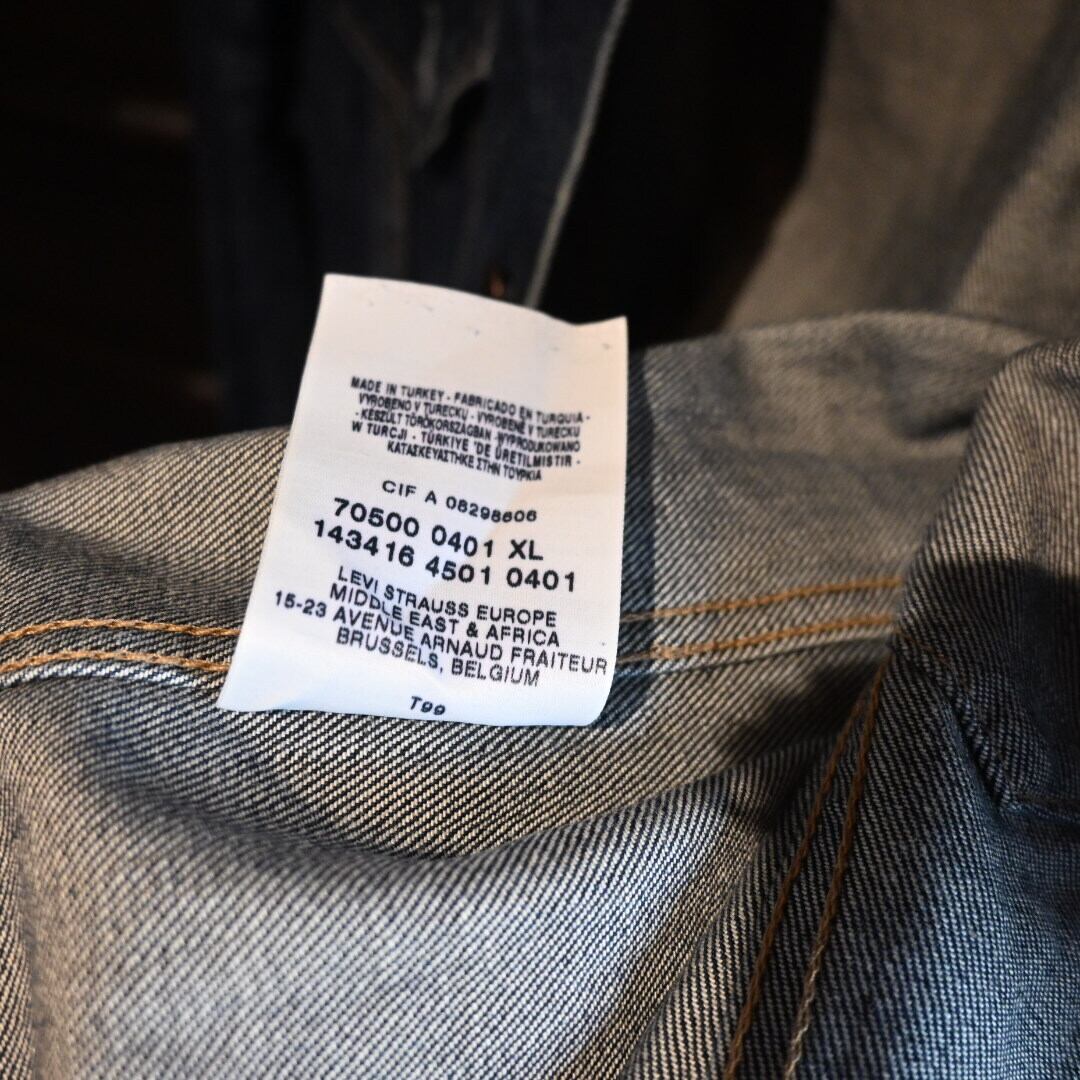 MADE IN TURKEY - FABRICADO EN TURQUIA -
VYROBENO V TURECKU - VYROBENÉ V TURECKU
- KÉSZÜLT TÖRÖKORSZÁGBAN - WYPRODUKOWANO
W TURCJI - TÜRKIYE 'DE ÜRETILMISTIR -
ΚΑΤΑΣΚΕΥΑΣΤΗΚΕ ΣΤΗΝ ΤΟΥΡΚΙΑ
CIF A 08298606
70500 0401 XL
143416 4501 0401
LEVI STRAUSS EUROPE
MIDDLE EAST & AFRICA
15-23 AVENUE ARNAUD FRAITEUR
BRUSSELS, BELGIUM
T99